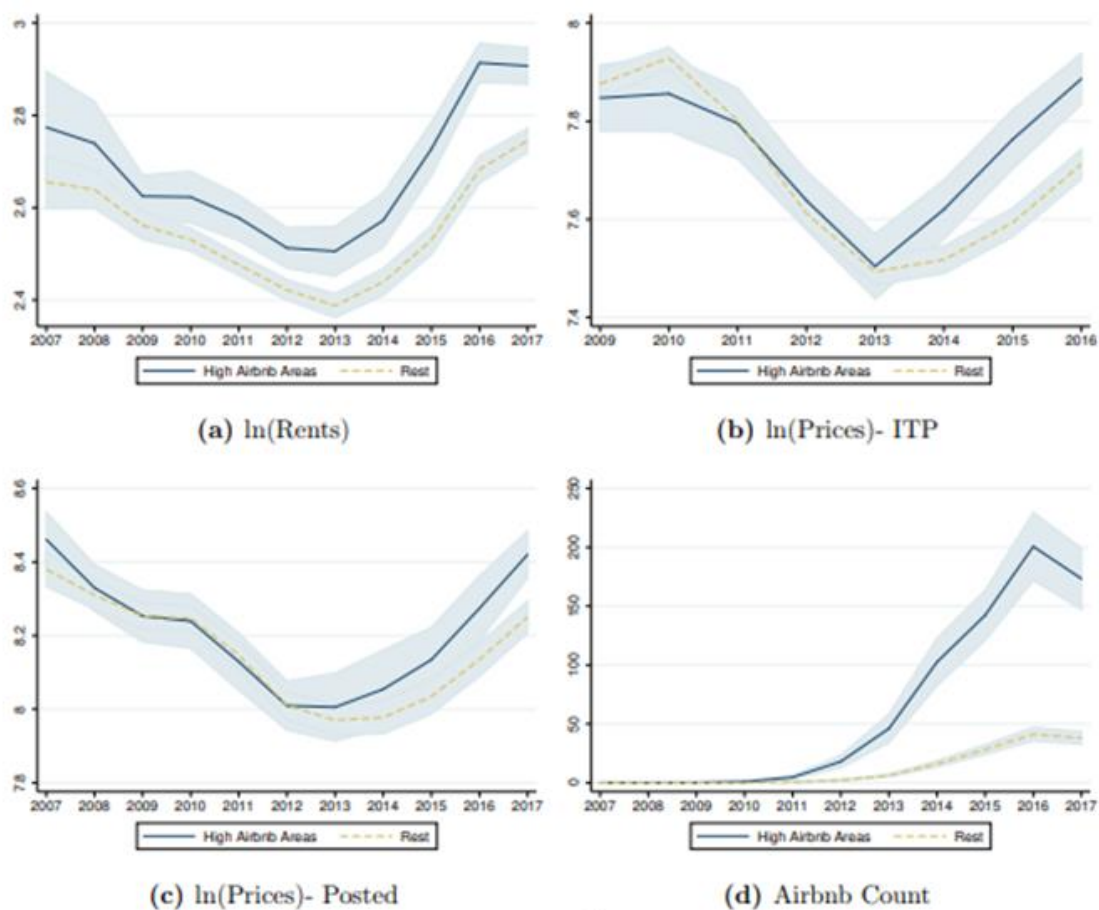 3
2.8
2.6
2.4
2007 2008 2009 2010 2011 2012 2013 2014 2015 2016 2017
High Airbnb Areas Rest
(a) ln(Rents)
8
7.8
7.6
7.4
2009 2010 2011 2012 2013 2014 2015 2016
High Airbnb Areas Rest
(b) ln(Prices)- ITP
8.6
8.4
8.2
8
7.8
2007 2008 2009 2010 2011 2012 2013 2014 2015 2016 2017
High Airbnb Areas Rest
(c) ln(Prices)- Posted
250
200
150
100
50
0
2007 2008 2009 2010 2011 2012 2013 2014 2015 2016 2017
High Airbnb Areas Rest
(d) Airbnb Count